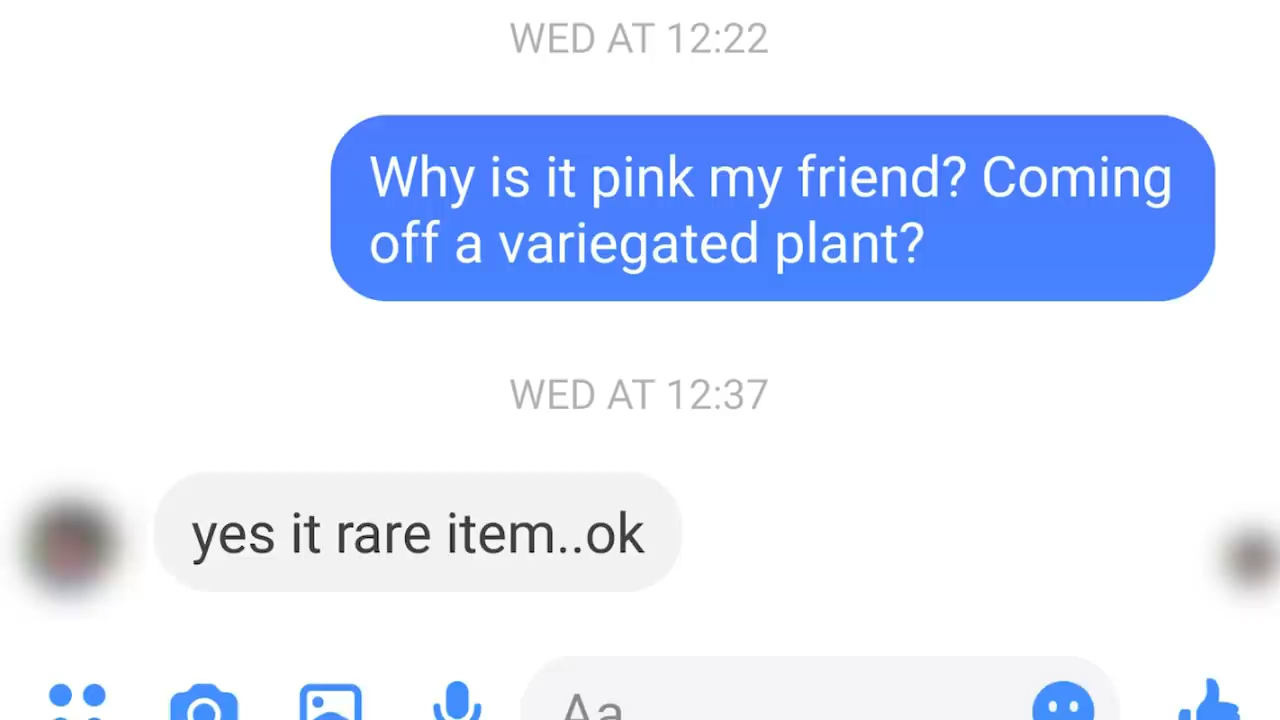 WED AT 12:22
Why is it pink my friend? Coming
off a variegated plant?
WED AT 12:37
yes it rare item..ok
Aa